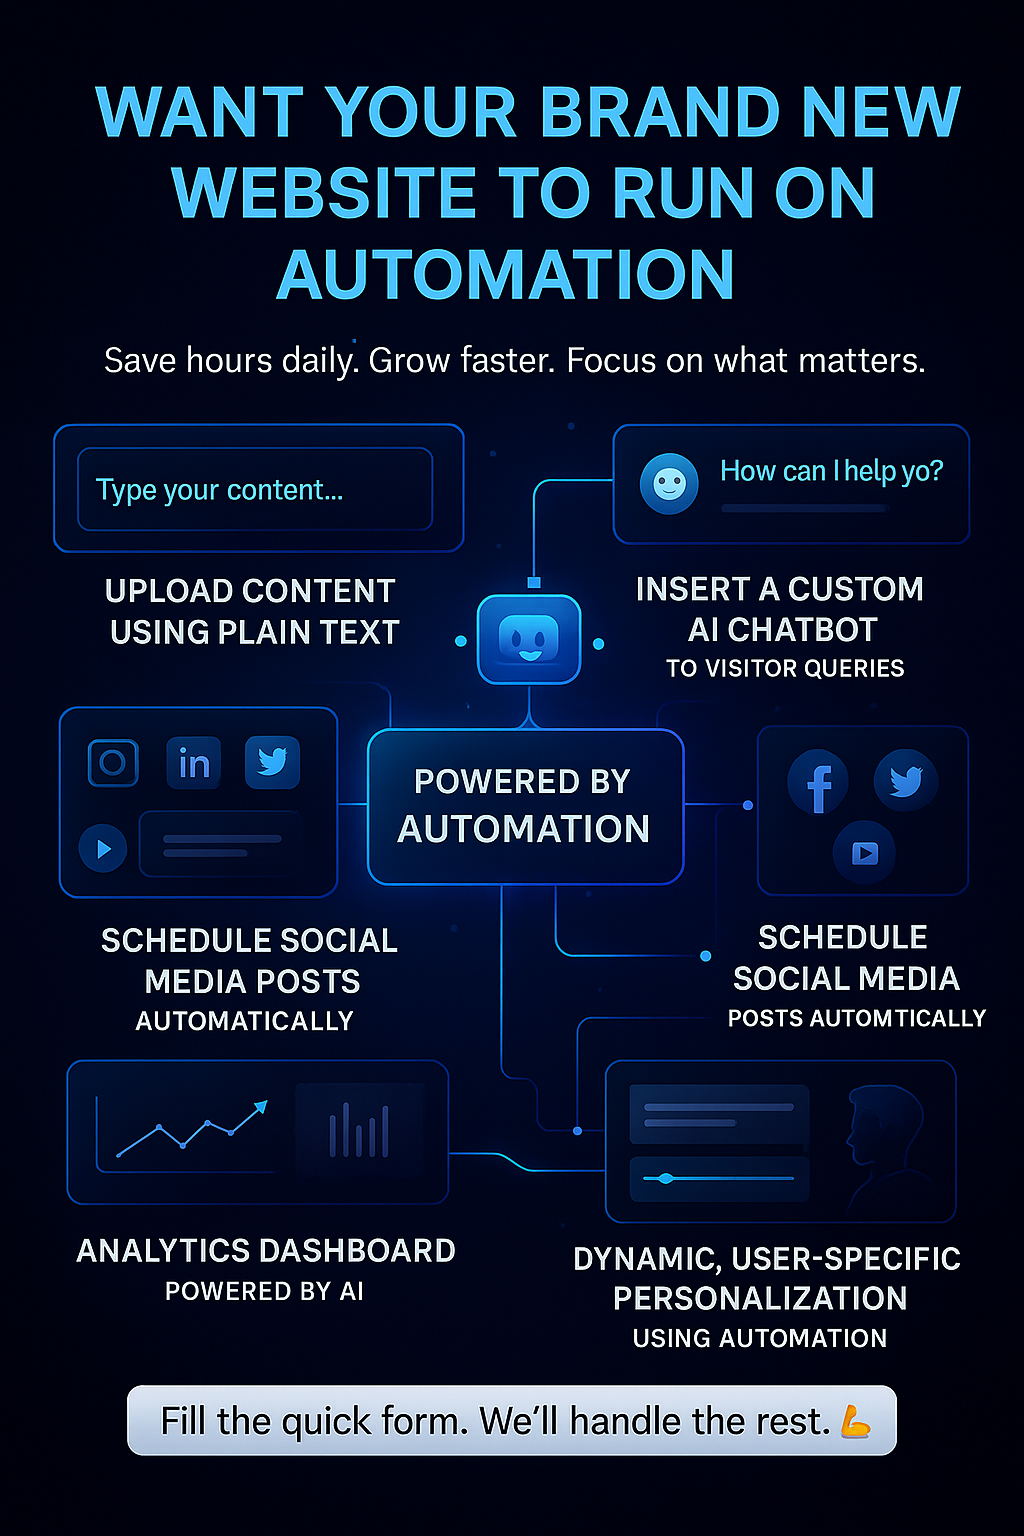 WANT YOUR BRAND NEW
WEBSITE TO RUN ON
AUTOMATION
Save hours daily. Grow faster. Focus on what matters.
Type your content...
UPLOAD CONTENT
USING PLAIN TEXT
How can I help yo?
INSERT A CUSTOM
AI CHATBOT
TO VISITOR QUERIES
in
POWERED BY
AUTOMATION
f
SCHEDULE SOCIAL
MEDIA POSTS
AUTOMATICALLY
SCHEDULE
SOCIAL MEDIA
POSTS AUTOMTICALLY
ANALYTICS DASHBOARD
POWERED BY AI
DYNAMIC, USER-SPECIFIC
PERSONALIZATION
USING AUTOMATION
Fill the quick form. We'll handle the rest. 💪